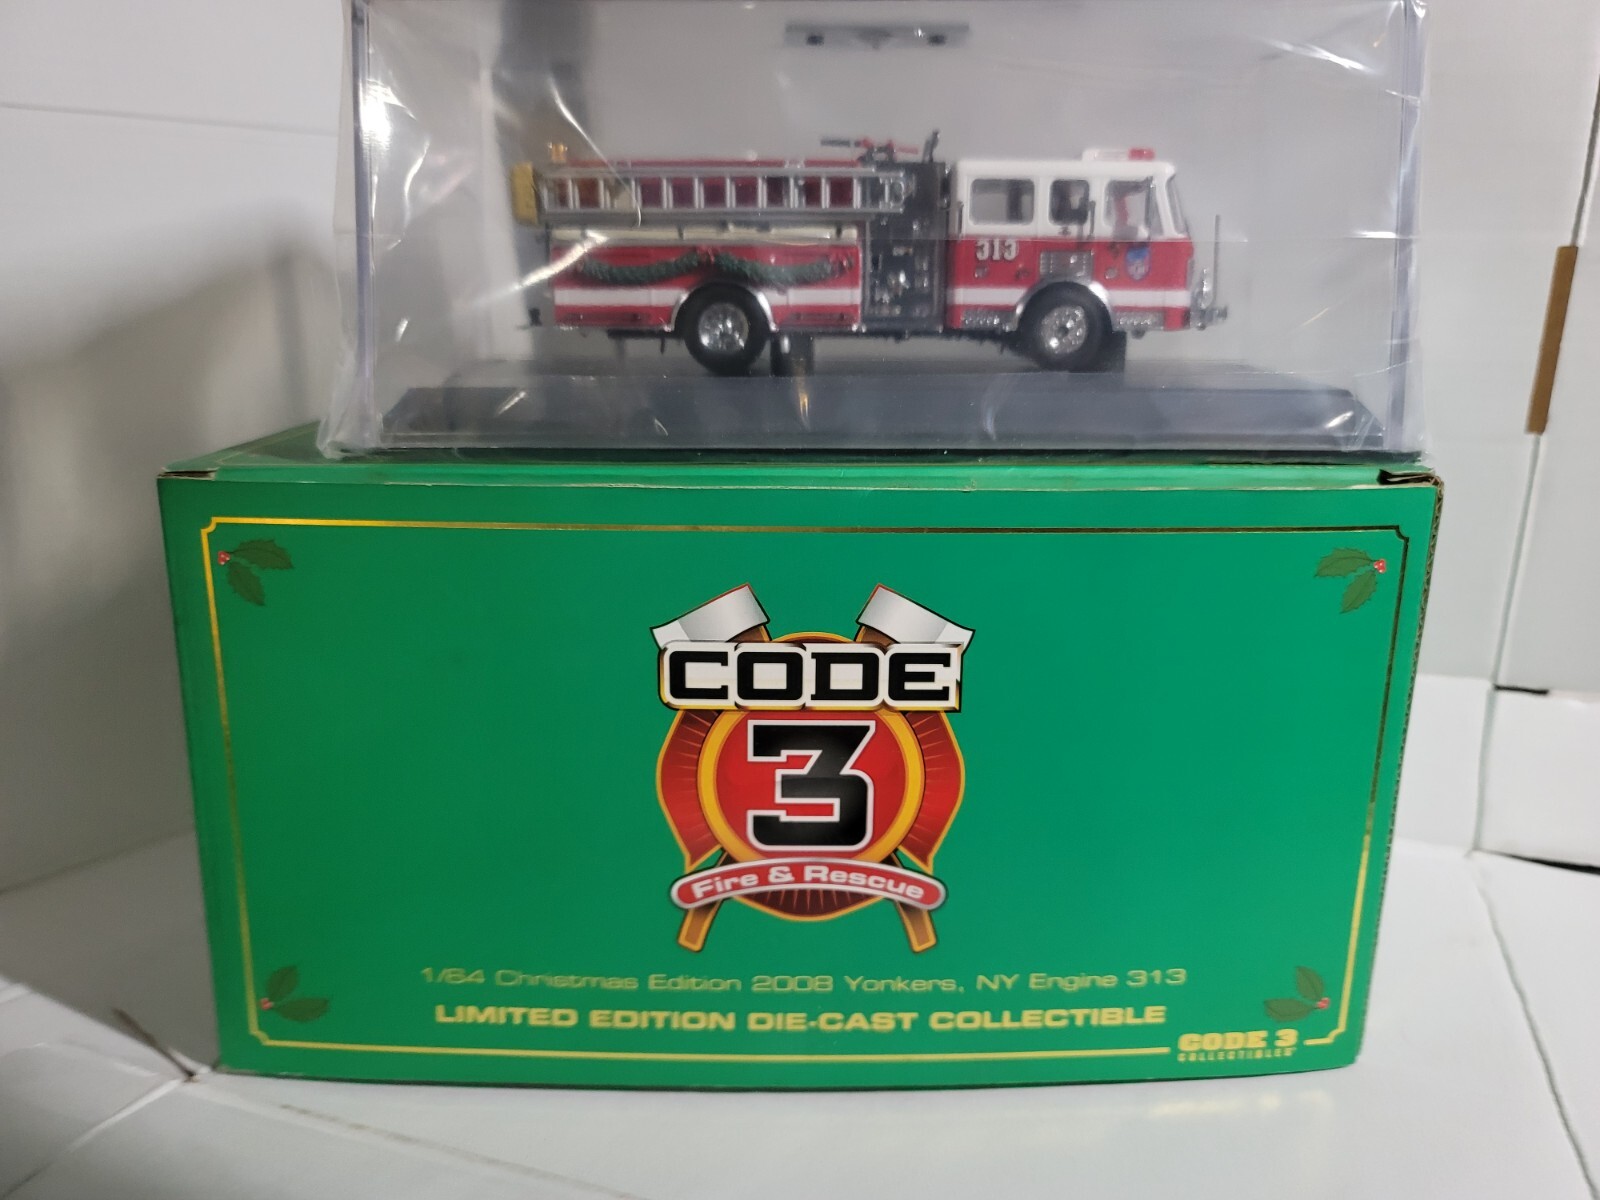 313
CODE
3
Fire & Rescue
1/64 Christmas Edition 2008 Yonkers, NY Engine 313
LIMITED EDITION DIE-CAST COLLECTIBLE
CODE 3
COLLECTIBLES